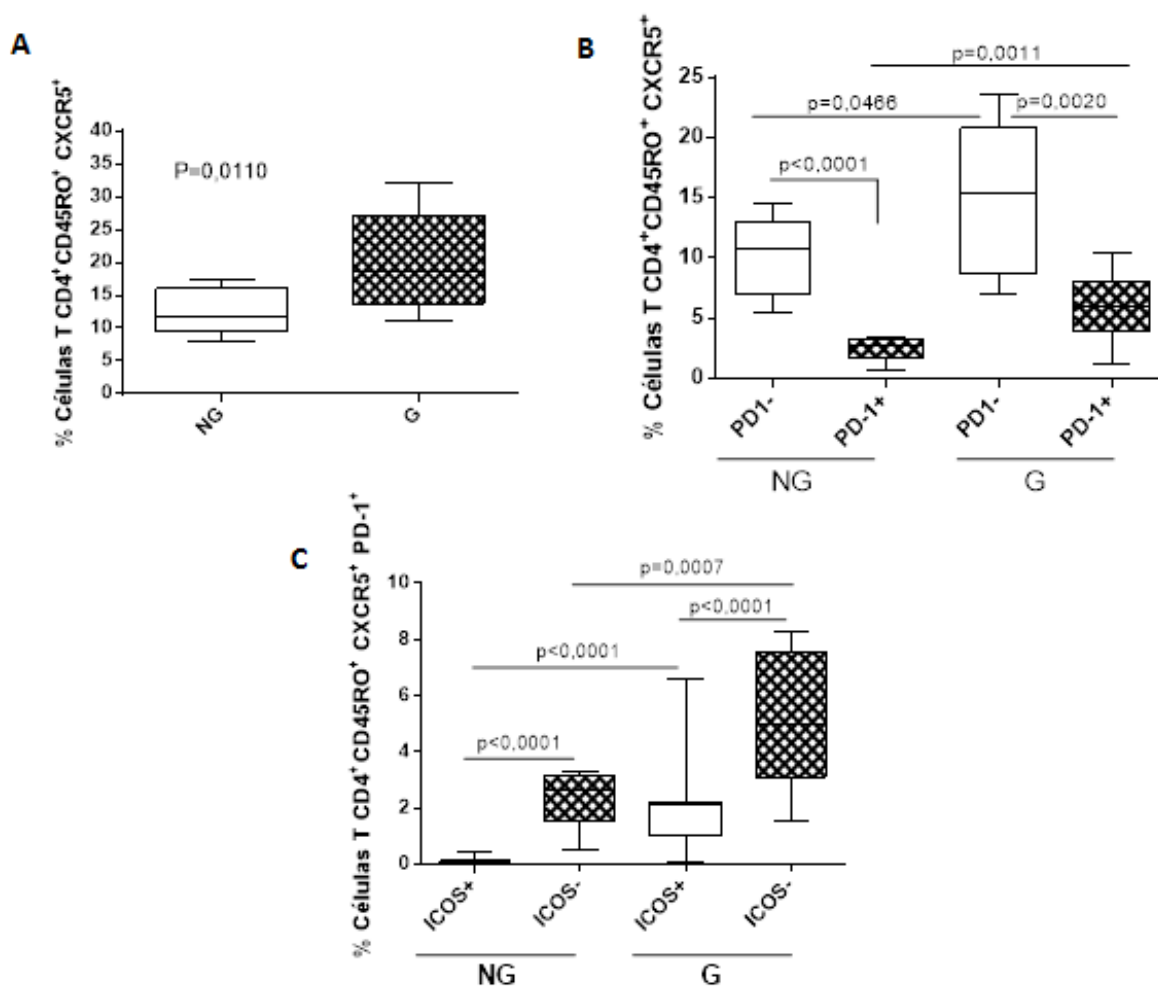 A
% Células T CD4+CD45RO+ CXCR5+
40
35
30
25
20
15
10
5
0
P=0,0110
NG
G
B
% Células T CD4+CD45RO+ CXCR5+
25
20
15
10
5
0
p=0,0011
p=0,0466
p=0,0020
p<0,0001
PD1-
PD-1+
PD1-
PD-1+
NG
G
C
% Células T CD4+CD45RO+ CXCR5+ PD-1+
10
8
6
4
2
0
p=0,0007
p<0,0001
p<0,0001
p<0,0001
ICOS+
ICOS-
ICOS+
ICOS-
NG
G